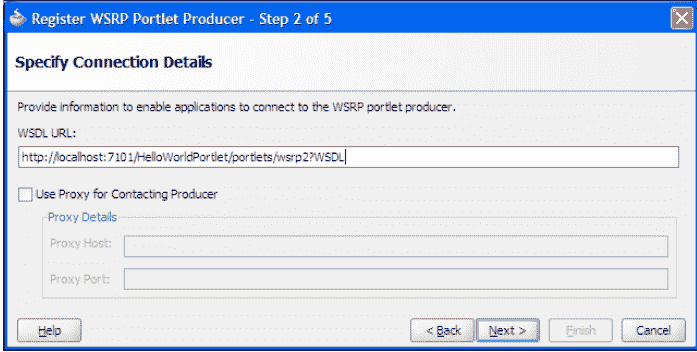 Register WSRP Portlet Producer - Step 2 of 5
Specify Connection Details
Provide information to enable applications to connect to the WSRP portlet producer.
WSDL URL:
http://localhost:7101/HelloWorldPortlet/portlets/wsrp2?WSDL
Use Proxy for Contacting Producer
Proxy Details
Proxy Host:
Proxy Port:
Help < Back Next > Finish Cancel